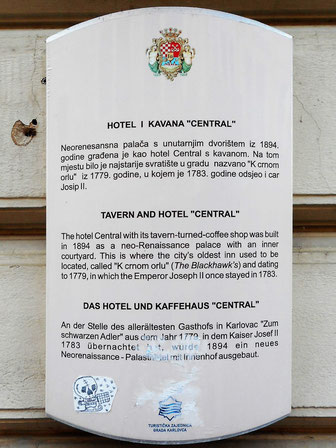 HOTEL I KAVANA "CENTRAL"
Neorenesansna palača s unutarnjim dvorištem iz 1894.
godine građena je kao hotel Central s kavanom. Na tom
mjestu bilo je najstarije svratište u gradu nazvano "K crnom
orlu" iz 1779. godine, u kojem je 1783. godine odsjeo i car
Josip II.
TAVERN AND HOTEL "CENTRAL"
The hotel Central with its tavern-turned-coffee shop was built
in 1894 as a neo-Renaissance palace with an inner
courtyard. This is where the city's oldest inn used to be
located, called "K crnom orlu" (The Blackhawk's) and dating
to 1779, in which the Emperor Joseph II once stayed in 1783.
DAS HOTEL UND KAFFEHAUS "CENTRAL"
An der Stelle des allerältesten Gasthofs in Karlovac "Zum
schwarzen Adler" aus dem Jahr 1779, in dem Kaiser Josef II
1783 übernachtet wurde 1894 ein neues
Neorenaissance - Palast mit Innenhof ausgebaut.
TURISTIČKA ZAJEDNICA
GRADA KARLOVCA